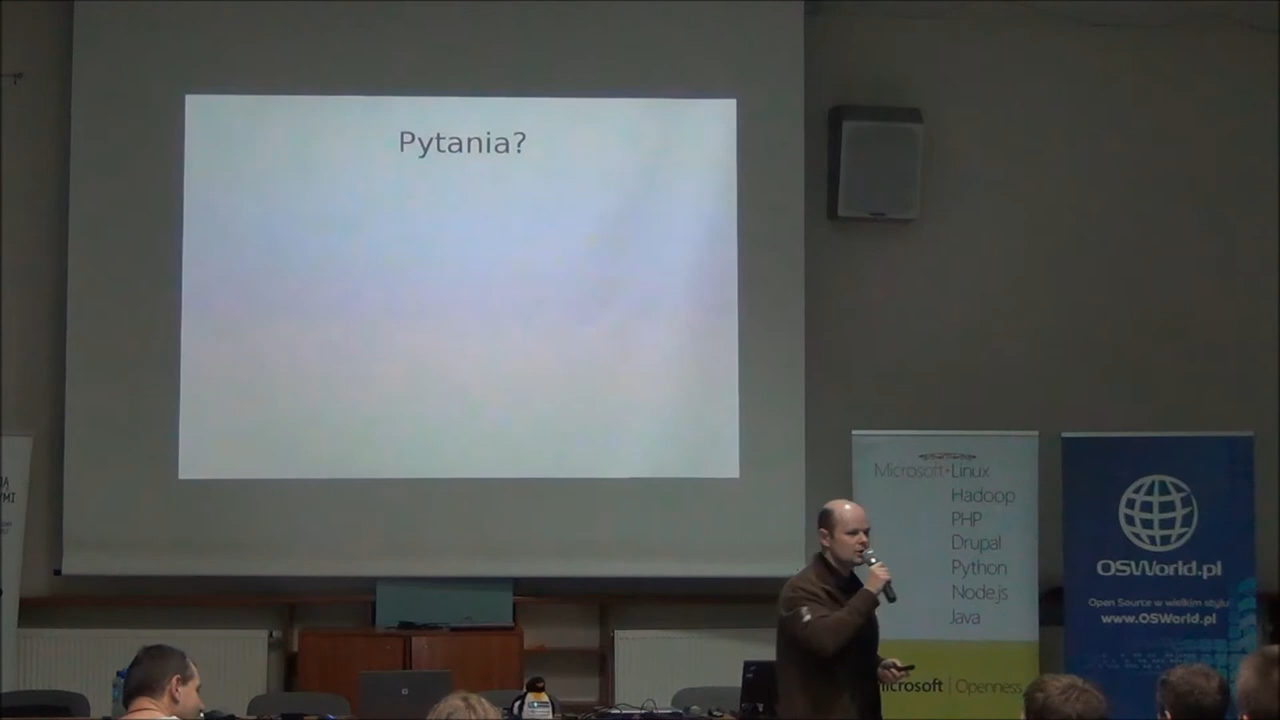 Pytania?
Microsoft+Linux
Hadoop
PHP
Drupal
Python
Node.js
Java
Microsoft | Openness
OSWorld.pl
Open Source w wielkim stylu
www.OSWorld.pl